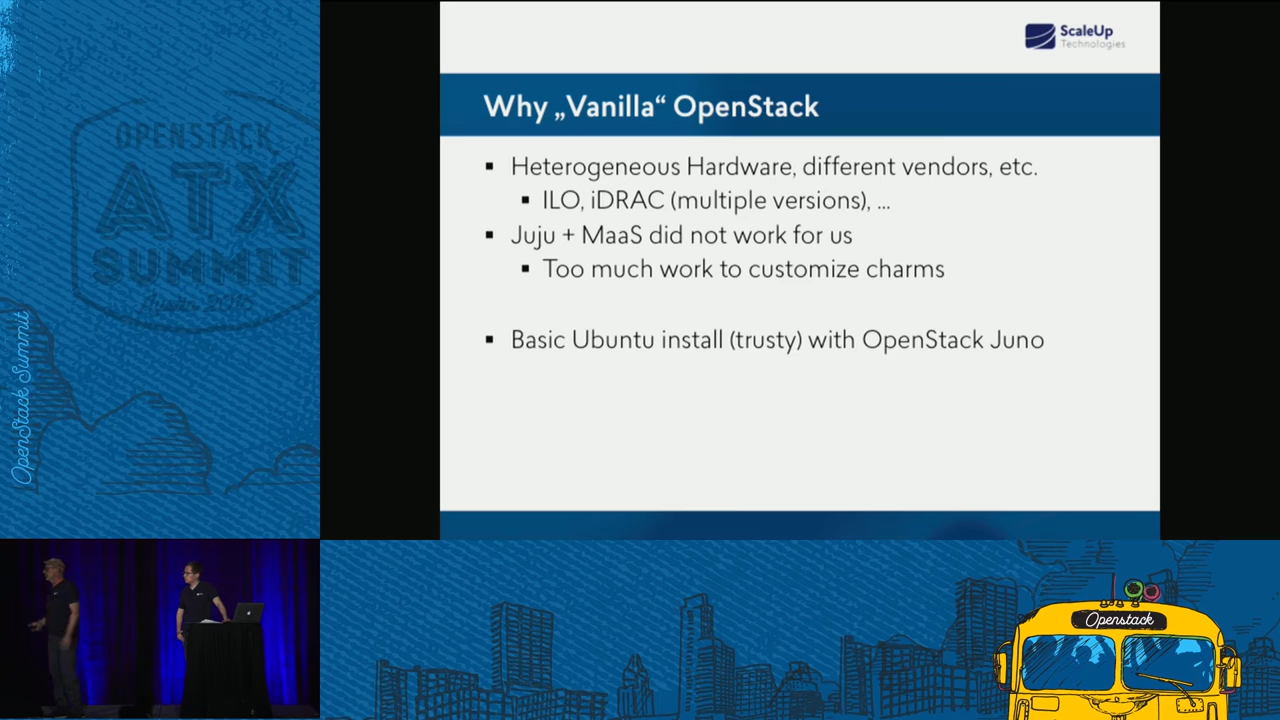 OPENSTACK
ATX
SUMMIT
Austin 2016
OpenStack Summit
ScaleUp
Technologies
Why „Vanilla“ OpenStack
▪ Heterogeneous Hardware, different vendors, etc.
▪ ILO, iDRAC (multiple versions), ...
▪ Juju + MaaS did not work for us
▪ Too much work to customize charms
▪ Basic Ubuntu install (trusty) with OpenStack Juno
Openstack